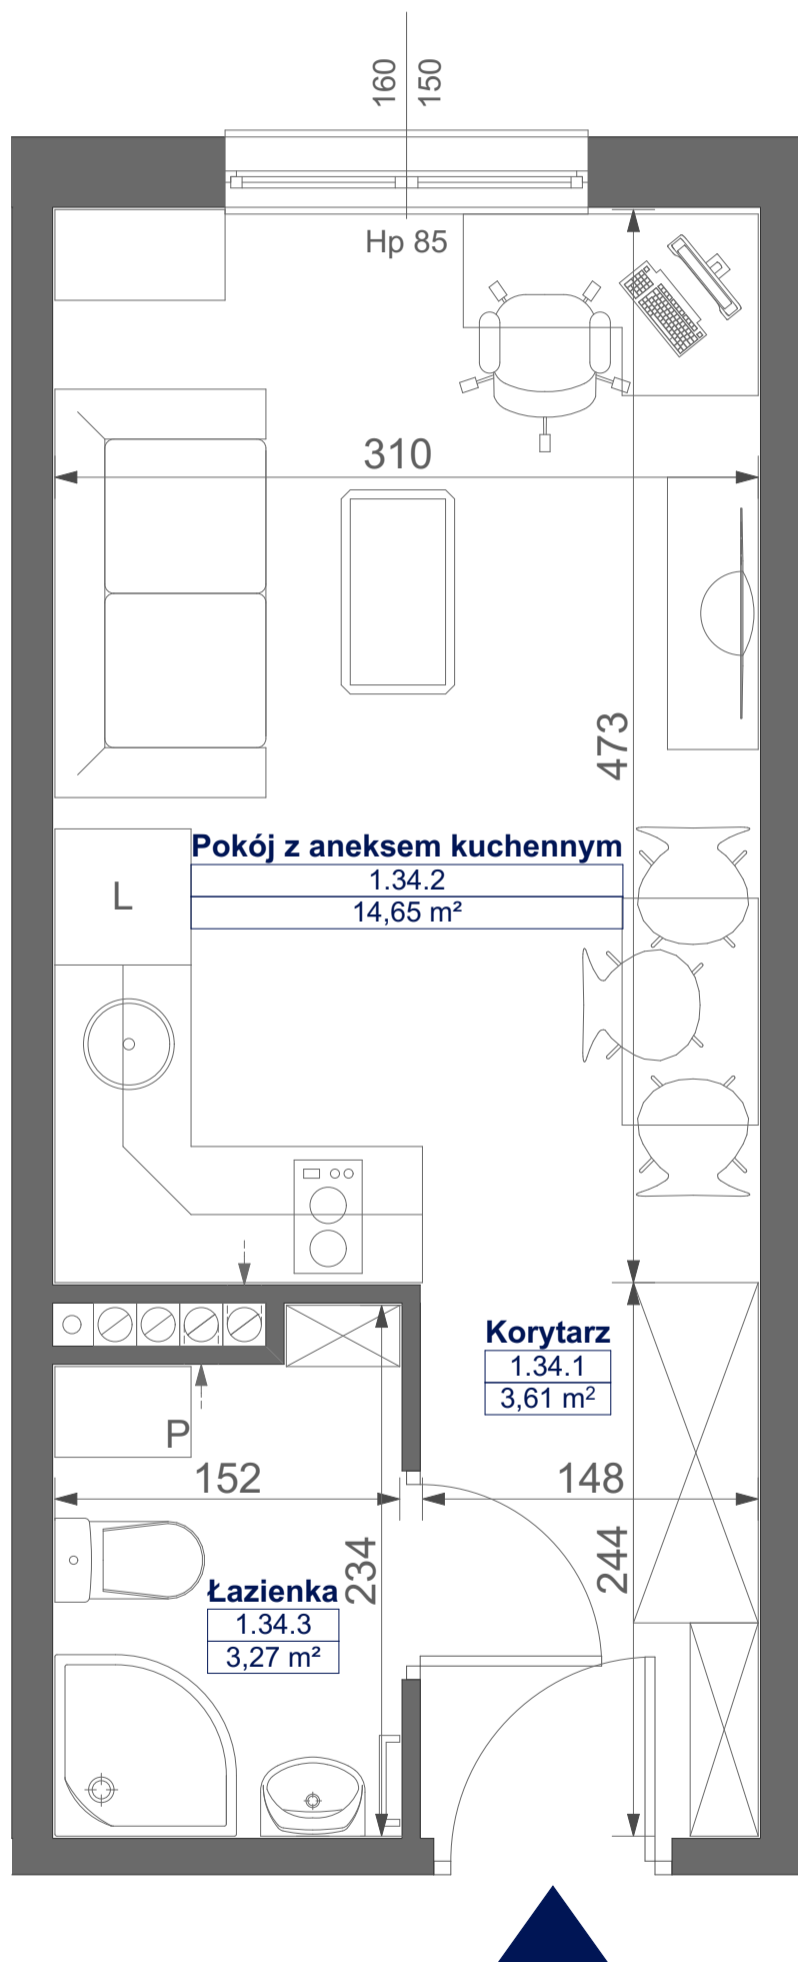 160
150
Hp 85
310
473
Pokój z aneksem kuchennym
1.34.2
14,65 m²
L
Korytarz
1.34.1
3,61 m²
P
152
148
234
244
Łazienka
1.34.3
3,27 m²